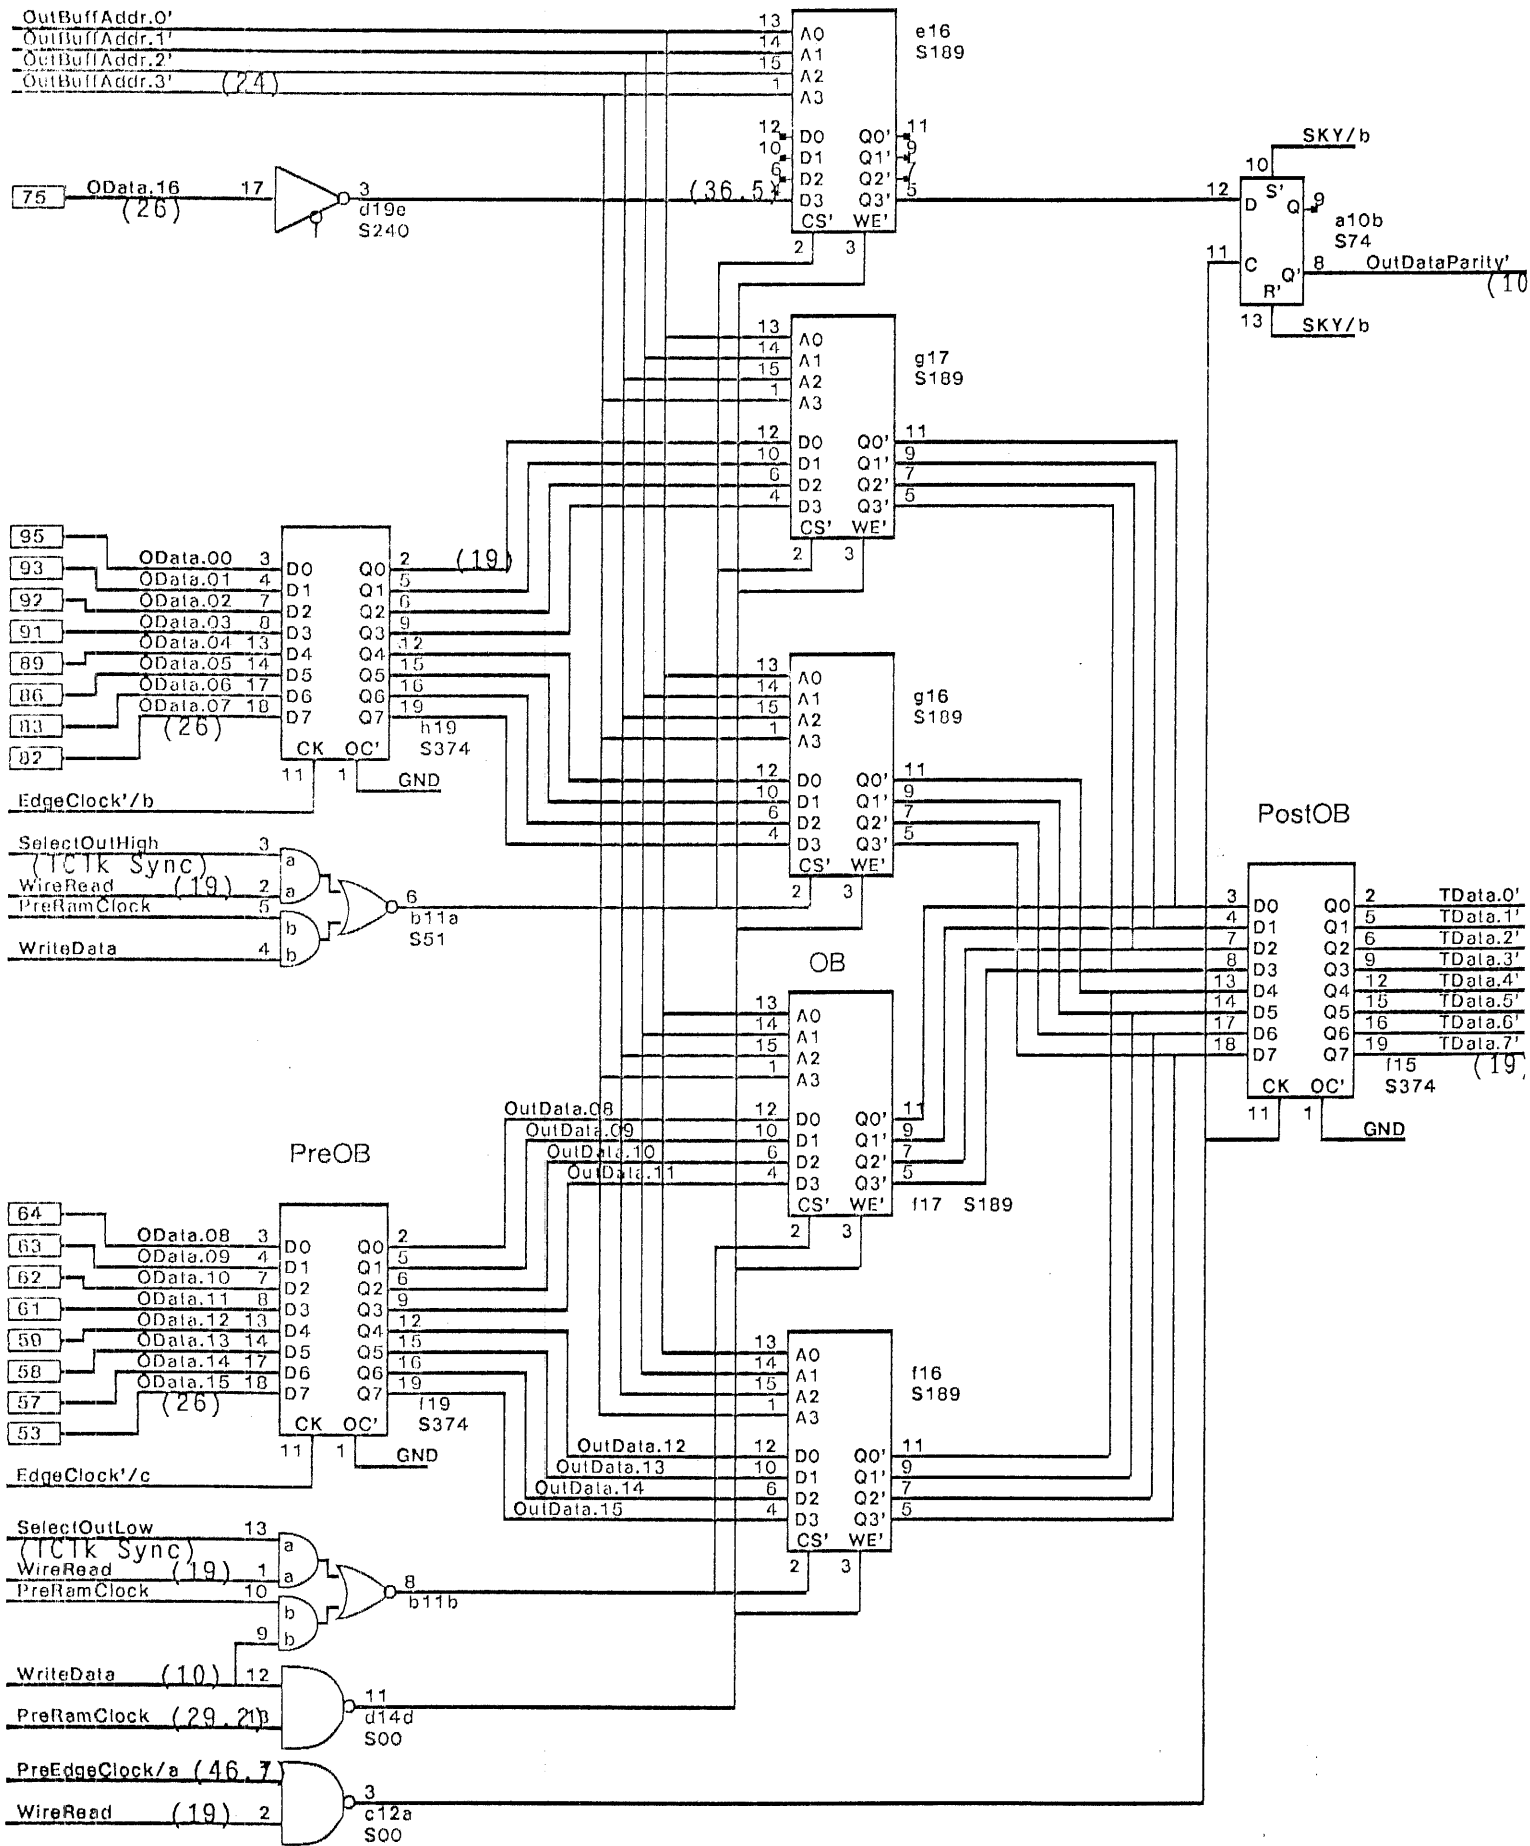 OutBuffAddr.0'
OutBuffAddr.1'
OutBuffAddr.2'
OutBuffAddr.3' (24)
13 A0
14 A1
15 A2
1 A3
e16
S189
12 D0 Q0' 11
10 D1 Q1' 9
6 D2 Q2' 7
(36.5) D3 Q3' 5
CS' WE'
2 3
75 OData.16 17 3
(26)
d19e
S240
SKY/b
10
12 D S' Q 9
a10b
S74
11 C Q' 8 OutDataParity'
(10
R'
13 SKY/b
13 A0
14 A1
15 A2
1 A3
g17
S189
12 D0 Q0' 11
10 D1 Q1' 9
6 D2 Q2' 7
4 D3 Q3' 5
CS' WE'
2 3
95 OData.00 3 D0 Q0 2 (19)
93 OData.01 4 D1 Q1 5
92 OData.02 7 D2 Q2 6
91 OData.03 8 D3 Q3 9
89 OData.04 13 D4 Q4 12
86 OData.05 14 D5 Q5 15
83 OData.06 17 D6 Q6 16
82 OData.07 18 D7 Q7 19
(26)
h19
S374
CK OC'
11 1 GND
EdgeClock'/b
13 A0
14 A1
15 A2
1 A3
g16
S189
12 D0 Q0' 11
10 D1 Q1' 9
6 D2 Q2' 7
4 D3 Q3' 5
CS' WE'
2 3
SelectOutHigh 3 a
(TClk Sync)
WireRead (19) 2 a
PreRamClock 5 b
WriteData 4 b
6
b11a
S51
PostOB
3 D0 Q0 2 TData.0'
4 D1 Q1 5 TData.1'
7 D2 Q2 6 TData.2'
8 D3 Q3 9 TData.3'
13 D4 Q4 12 TData.4'
14 D5 Q5 15 TData.5'
17 D6 Q6 16 TData.6'
18 D7 Q7 19 TData.7'
(19)
f15
S374
CK OC'
11 1 GND
OB
13 A0
14 A1
15 A2
1 A3
OutData.08 12 D0 Q0' 11
OutData.09 10 D1 Q1' 9
OutData.10 6 D2 Q2' 7
OutData.11 4 D3 Q3' 5
CS' WE'
f17 S189
2 3
PreOB
64 OData.08 3 D0 Q0 2
63 OData.09 4 D1 Q1 5
62 OData.10 7 D2 Q2 6
61 OData.11 8 D3 Q3 9
59 OData.12 13 D4 Q4 12
58 OData.13 14 D5 Q5 15
57 OData.14 17 D6 Q6 16
53 OData.15 18 D7 Q7 19
(26)
f19
S374
CK OC'
11 1 GND
EdgeClock'/c
13 A0
14 A1
15 A2
1 A3
f16
S189
OutData.12 12 D0 Q0' 11
OutData.13 10 D1 Q1' 9
OutData.14 6 D2 Q2' 7
OutData.15 4 D3 Q3' 5
CS' WE'
2 3
SelectOutLow 13 a
(TClk Sync)
WireRead (19) 1 a
PreRamClock 10 b
9 b
8
b11b
WriteData (10) 12
PreRamClock (29.2) 13
11
d14d
S00
PreEdgeClock/a (46.7)
WireRead (19) 2
3
c12a
S00